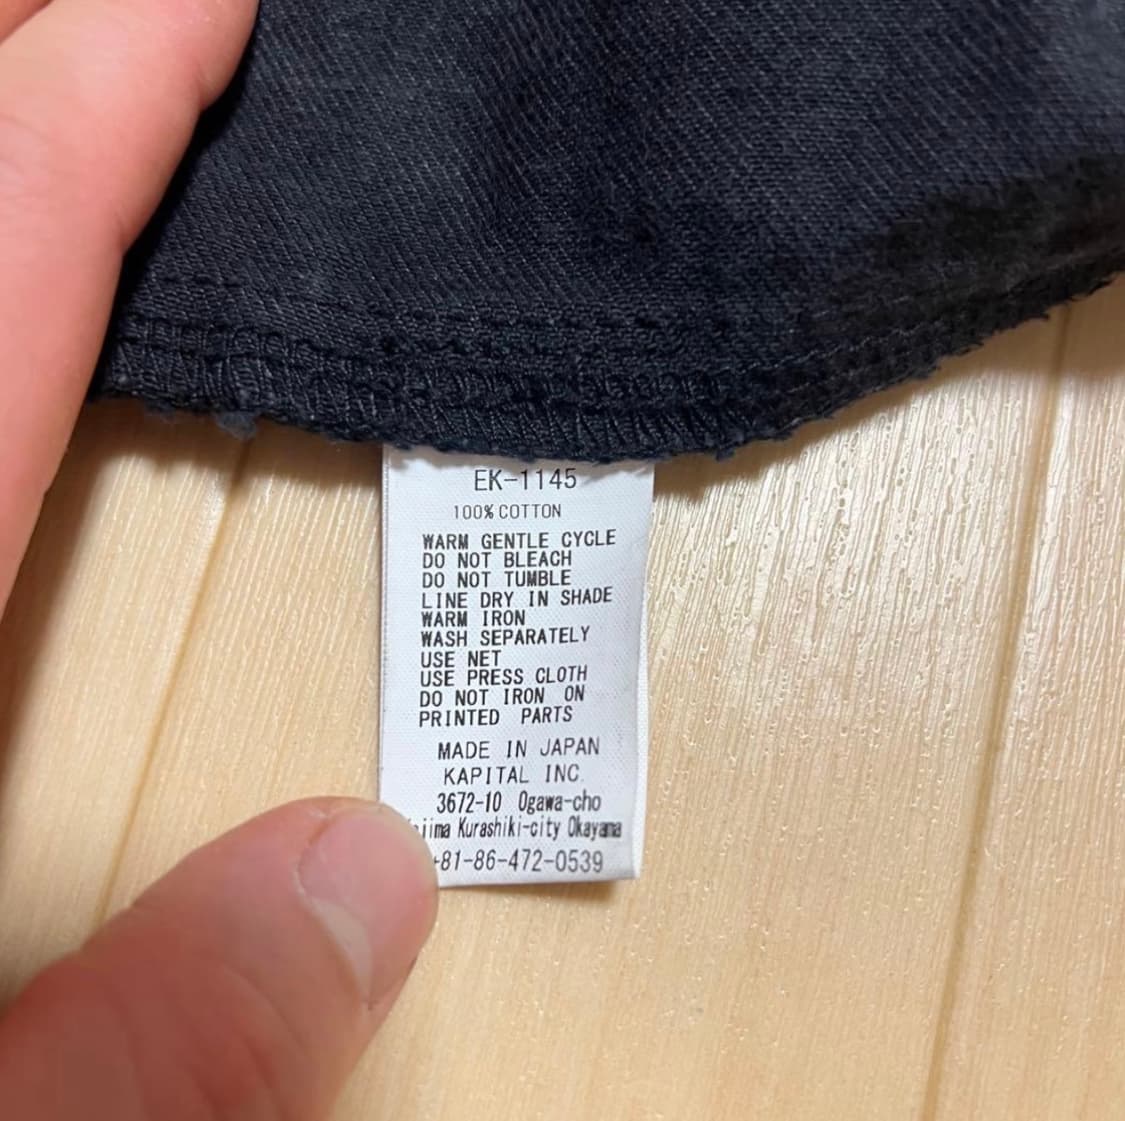 EK-1145
100% COTTON
WARM GENTLE CYCLE
DO NOT BLEACH
DO NOT TUMBLE
LINE DRY IN SHADE
WARM IRON
WASH SEPARATELY
USE NET
USE PRESS CLOTH
DO NOT IRON ON
PRINTED PARTS
MADE IN JAPAN
KAPITAL INC.
3672-10 Ogawa-cho
Kurashiki-city Okayama
+81-86-472-0539